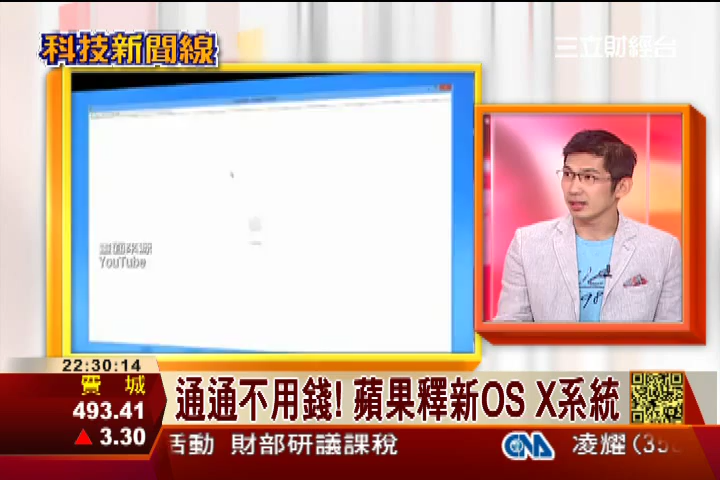 科技新聞線
三立財經台
畫面來源
YouTube
22:30:14
費 城
493.41
▲ 3.30
通通不用錢! 蘋果釋新OS X系統
活動 財部研議課稅
CNA 凌耀(35